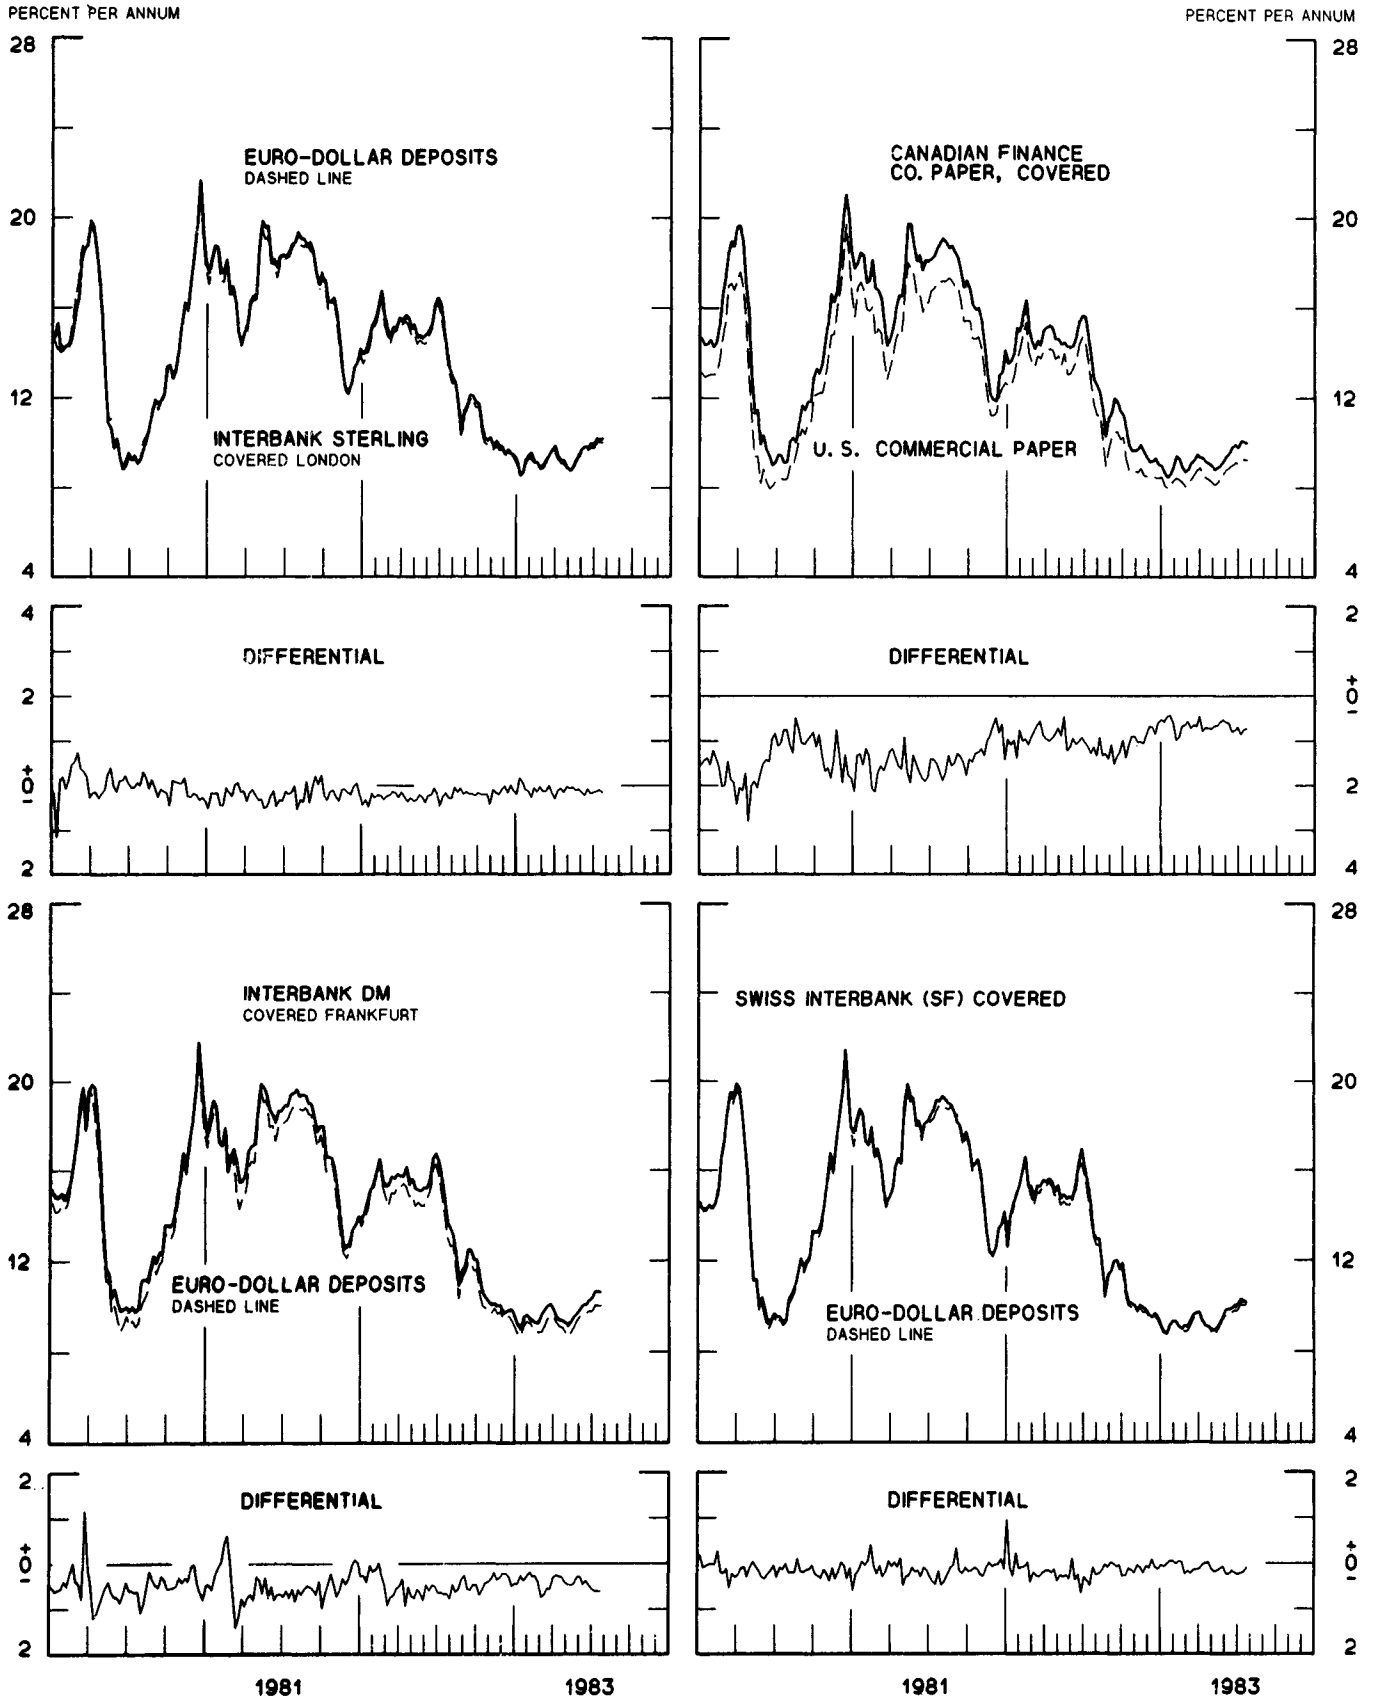 PERCENT PER ANNUM
PERCENT PER ANNUM
28
20
12
4
EURO-DOLLAR DEPOSITS
DASHED LINE
INTERBANK STERLING
COVERED LONDON
CANADIAN FINANCE
CO. PAPER, COVERED
U. S. COMMERCIAL PAPER
28
20
12
4
4
2
+
0
-
2
DIFFERENTIAL
DIFFERENTIAL
2
+
0
-
2
4
28
20
12
4
INTERBANK DM
COVERED FRANKFURT
EURO-DOLLAR DEPOSITS
DASHED LINE
SWISS INTERBANK (SF) COVERED
EURO-DOLLAR DEPOSITS
DASHED LINE
28
20
12
4
2
+
0
-
2
DIFFERENTIAL
DIFFERENTIAL
2
+
0
-
2
1981
1983
1981
1983